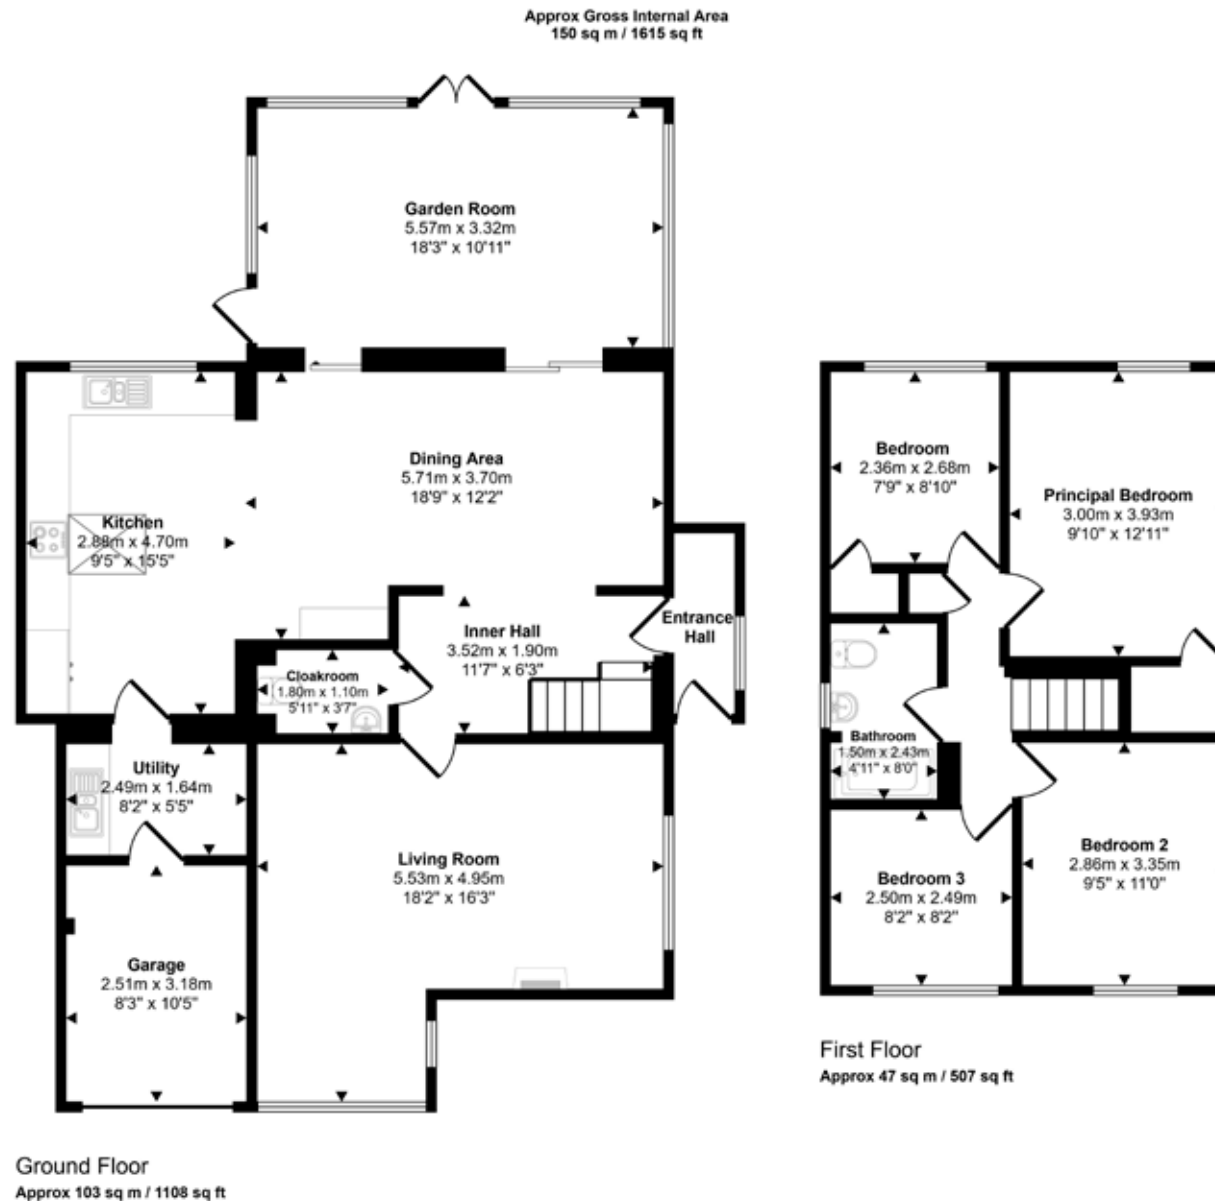 Approx Gross Internal Area
150 sq m / 1615 sq ft
Garden Room
5.57m x 3.32m
18'3" x 10'11"
Dining Area
5.71m x 3.70m
18'9" x 12'2"
Kitchen
2.88m x 4.70m
9'5" x 15'5"
Entrance
Hall
Inner Hall
3.52m x 1.90m
11'7" x 6'3"
Cloakroom
1.80m x 1.10m
5'11" x 3'7"
Utility
2.49m x 1.64m
8'2" x 5'5"
Living Room
5.53m x 4.95m
18'2" x 16'3"
Garage
2.51m x 3.18m
8'3" x 10'5"
Ground Floor
Approx 103 sq m / 1108 sq ft
Bedroom
2.36m x 2.68m
7'9" x 8'10"
Principal Bedroom
3.00m x 3.93m
9'10" x 12'11"
Bathroom
1.50m x 2.43m
4'11" x 8'0"
Bedroom 2
2.86m x 3.35m
9'5" x 11'0"
Bedroom 3
2.50m x 2.49m
8'2" x 8'2"
First Floor
Approx 47 sq m / 507 sq ft